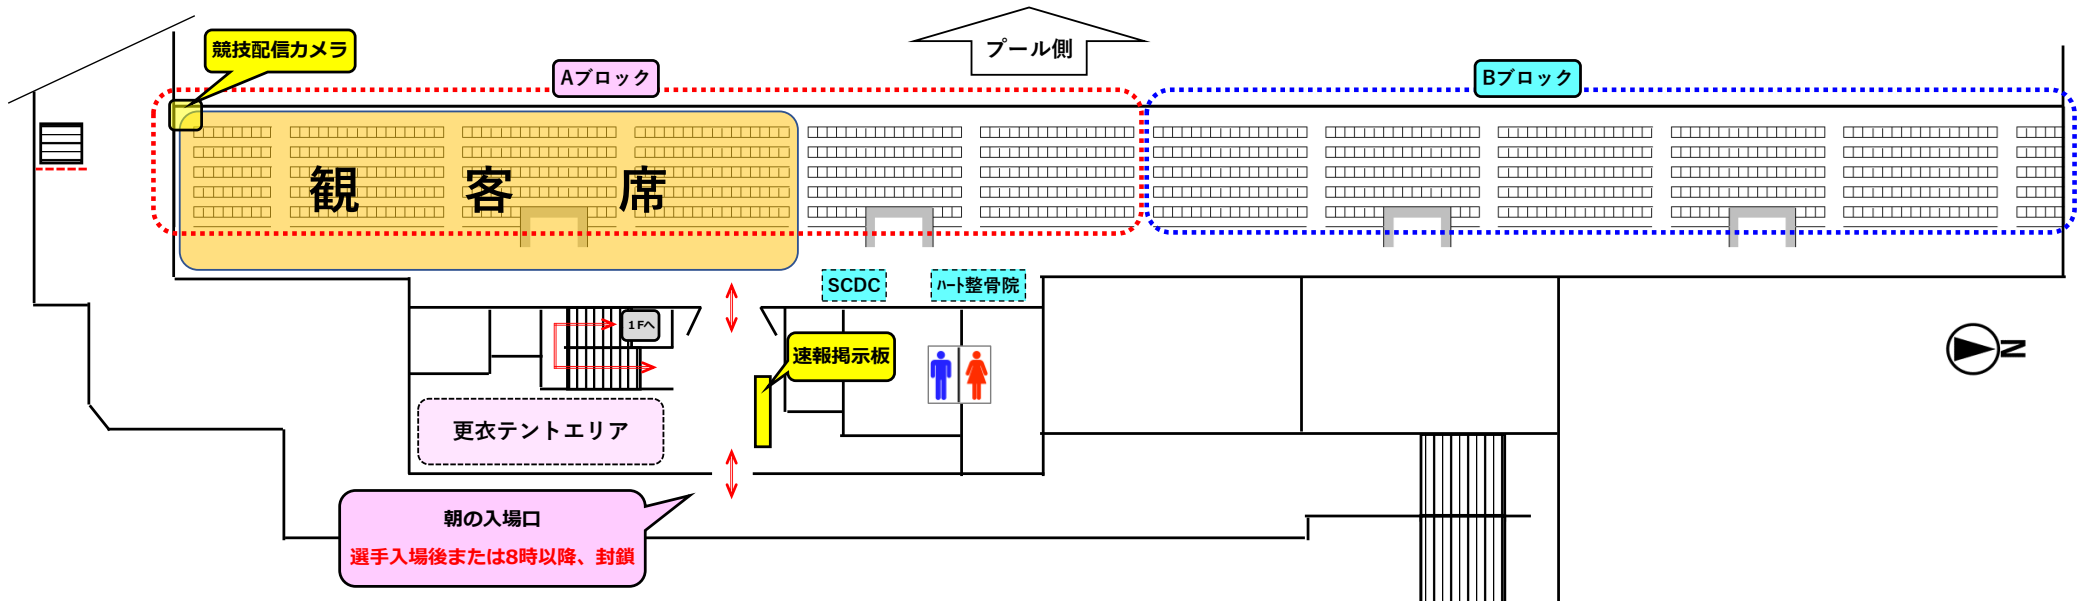 プール側
競技配信カメラ
Aブロック
Bブロック
観客席
SCDC
ハート整骨院
1Fへ
速報掲示板
N
更衣テントエリア
朝の入場口
選手入場後または8時以降、封鎖